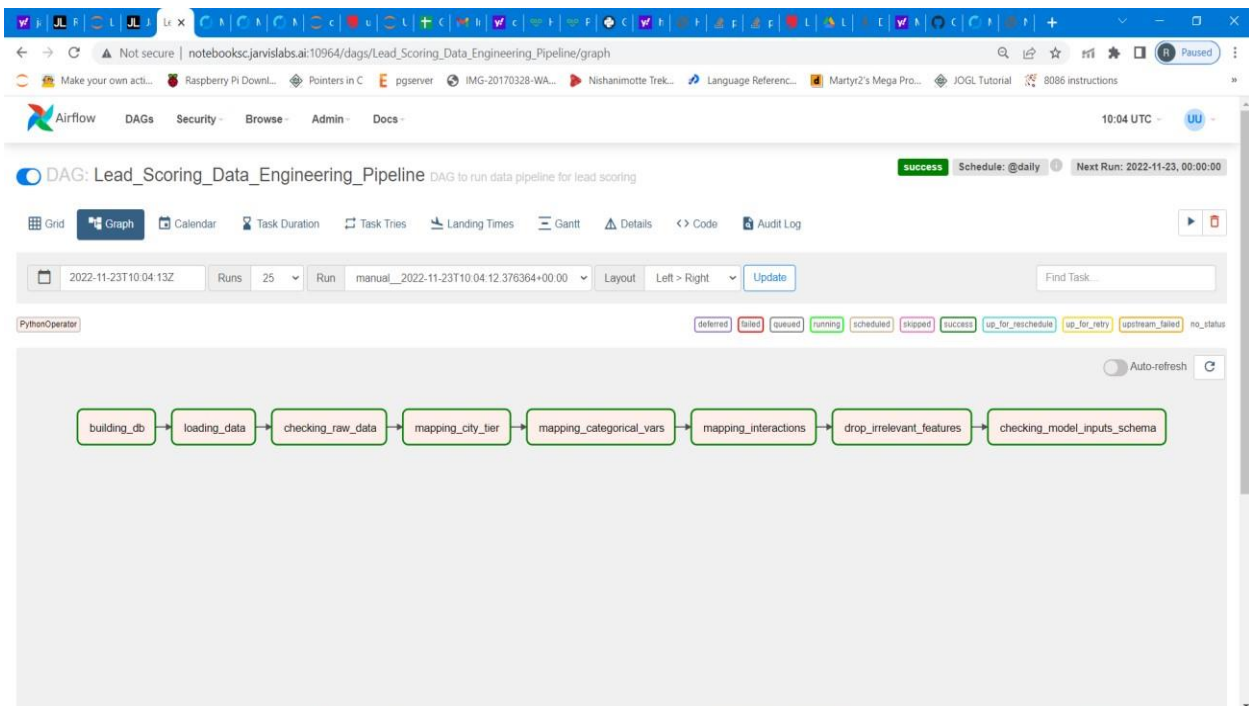 Not secure | notebooksc.jarvislabs.ai:10964/dags/Lead_Scoring_Data_Engineering_Pipeline/graph
R Paused
Make your own acti... Raspberry Pi Downl... Pointers in C pgserver IMG-20170328-WA... Nishanimotte Trek... Language Referenc... Martyr2's Mega Pro... JOGL Tutorial 8086 instructions »
Airflow DAGs Security Browse Admin Docs 10:04 UTC UU
DAG: Lead_Scoring_Data_Engineering_Pipeline DAG to run data pipeline for lead scoring success Schedule: @daily Next Run: 2022-11-23, 00:00:00
Grid Graph Calendar Task Duration Task Tries Landing Times Gantt Details <> Code Audit Log
2022-11-23T10:04:13Z Runs 25 Run manual__2022-11-23T10:04:12.376364+00:00 Layout Left > Right Update Find Task...
PythonOperator deferred failed queued running scheduled skipped success up_for_reschedule up_for_retry upstream_failed no_status
Auto-refresh
building_db loading_data checking_raw_data mapping_city_tier mapping_categorical_vars mapping_interactions drop_irrelevant_features checking_model_inputs_schema